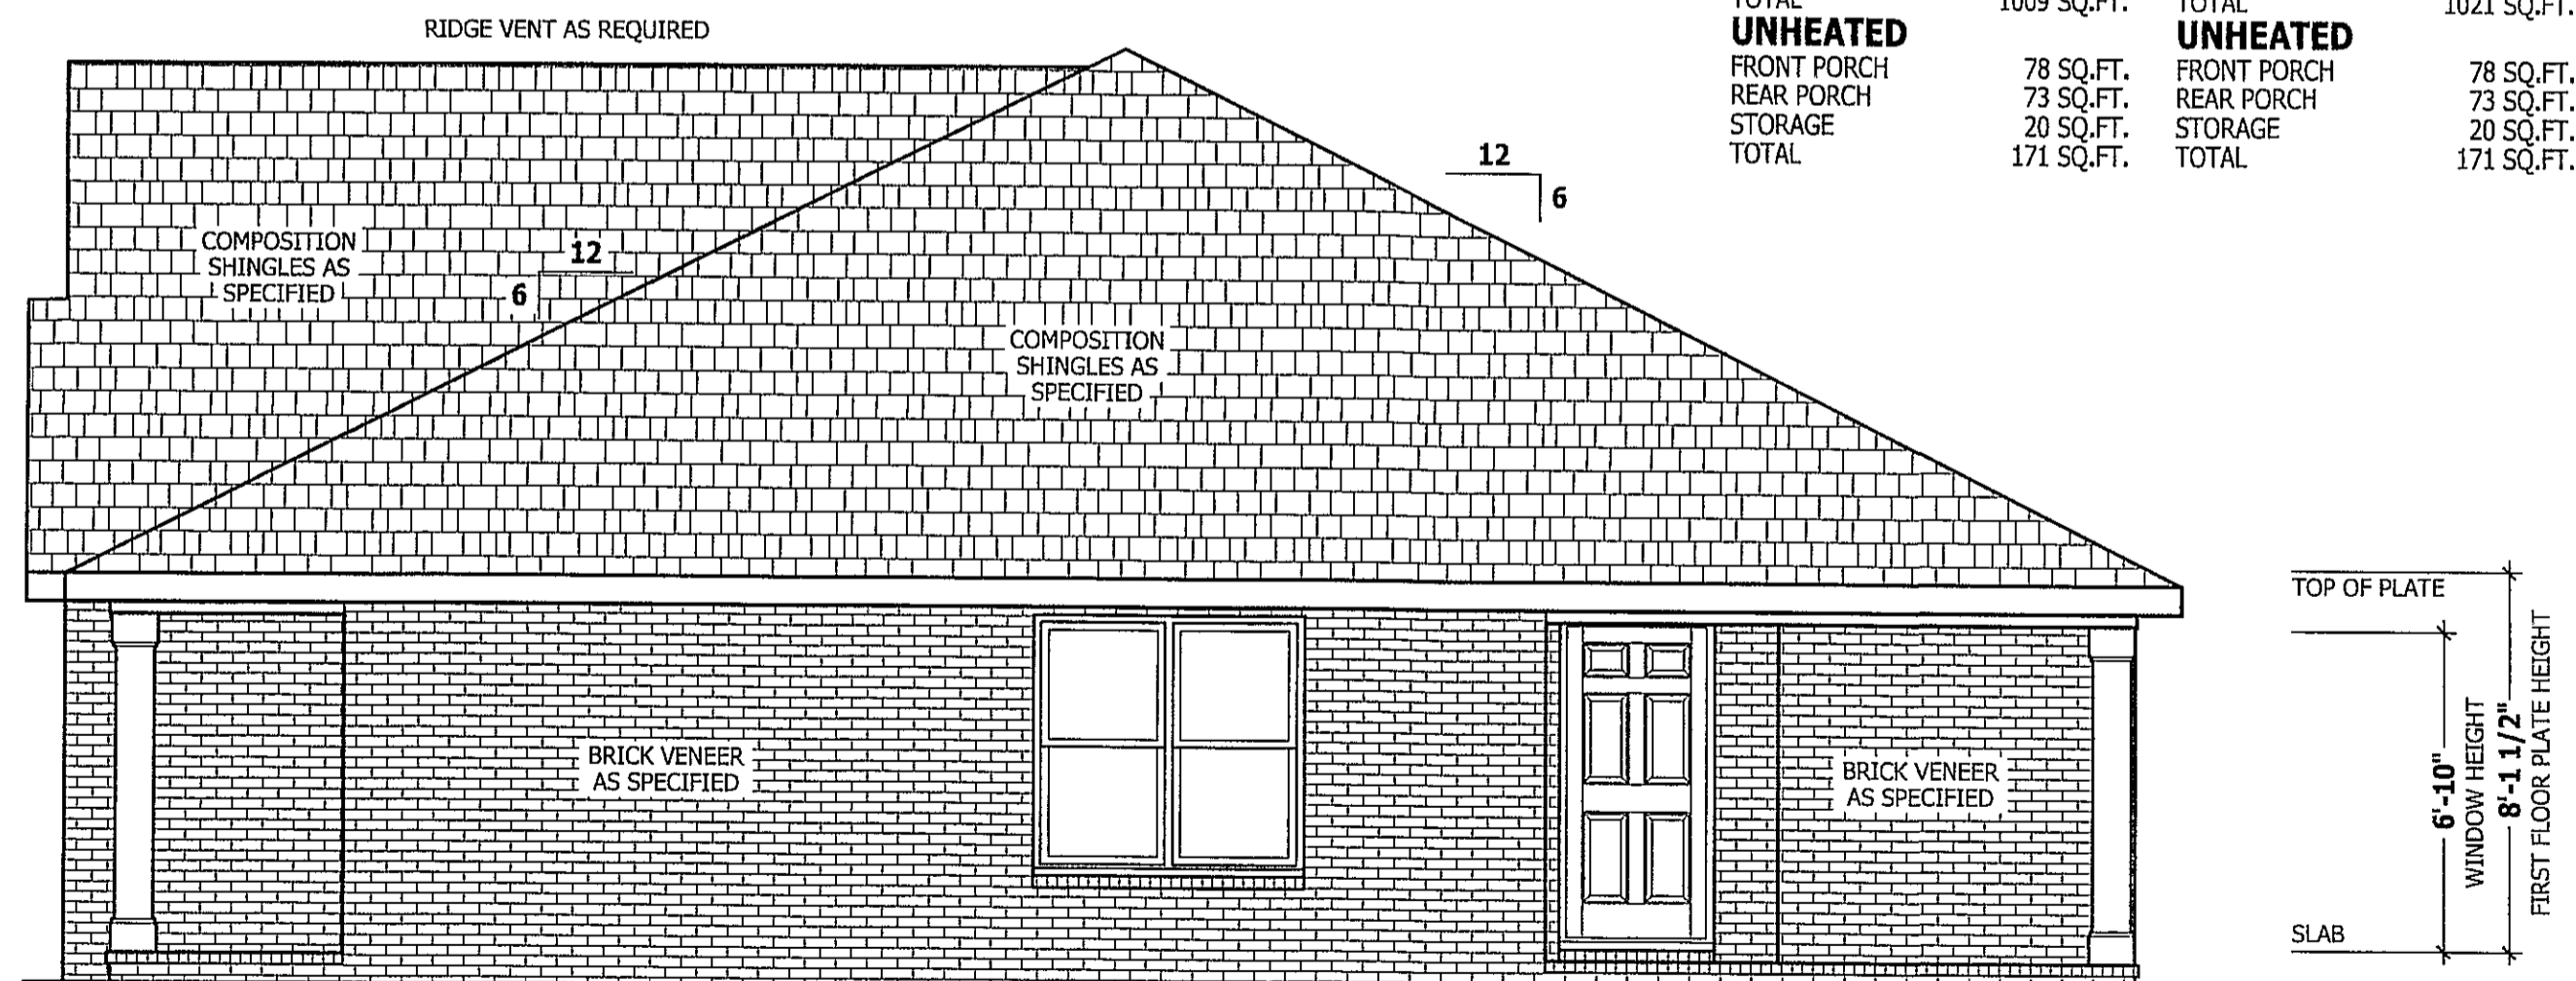 TOTAL 1009 SQ.FT. TOTAL 1021 SQ.FT.
UNHEATED UNHEATED
FRONT PORCH 78 SQ.FT. FRONT PORCH 78 SQ.FT.
REAR PORCH 73 SQ.FT. REAR PORCH 73 SQ.FT.
STORAGE 20 SQ.FT. STORAGE 20 SQ.FT.
TOTAL 171 SQ.FT. TOTAL 171 SQ.FT.
RIDGE VENT AS REQUIRED
12
6
COMPOSITION
SHINGLES AS
SPECIFIED
12
6
COMPOSITION
SHINGLES AS
SPECIFIED
BRICK VENEER
AS SPECIFIED
BRICK VENEER
AS SPECIFIED
TOP OF PLATE
SLAB
6'-10"
WINDOW HEIGHT
8'-1 1/2"
FIRST FLOOR PLATE HEIGHT